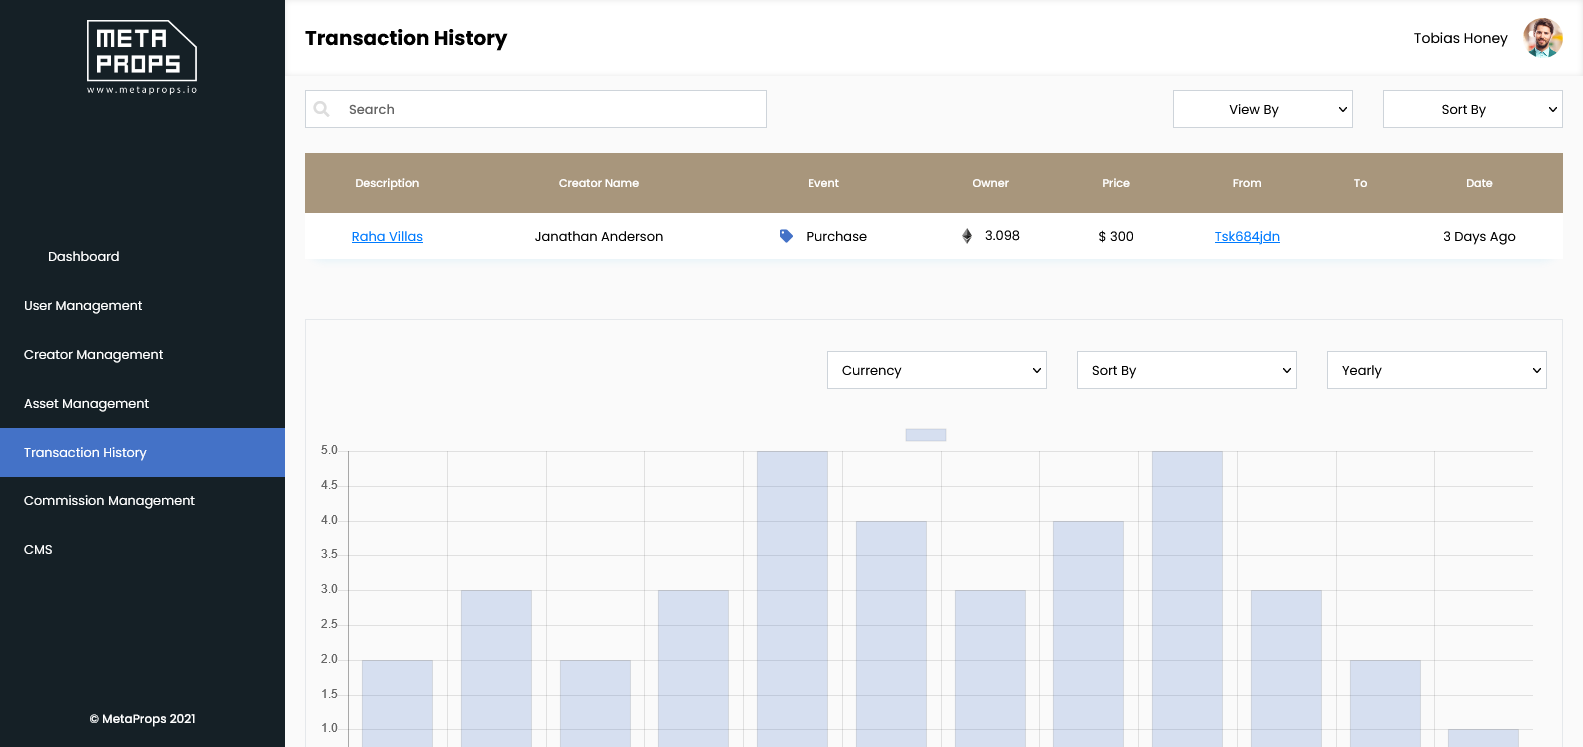 META
PROPS
www.metaprops.io
Dashboard
User Management
Creator Management
Asset Management
Transaction History
Commission Management
CMS
© MetaProps 2021
Transaction History
Tobias Honey
Search
View By
Sort By
Description Creator Name Event Owner Price From To Date
Raha Villas Janathan Anderson Purchase 3.098 $ 300 Tsk684jdn 3 Days Ago
Currency
Sort By
Yearly
5.0
4.5
4.0
3.5
3.0
2.5
2.0
1.5
1.0